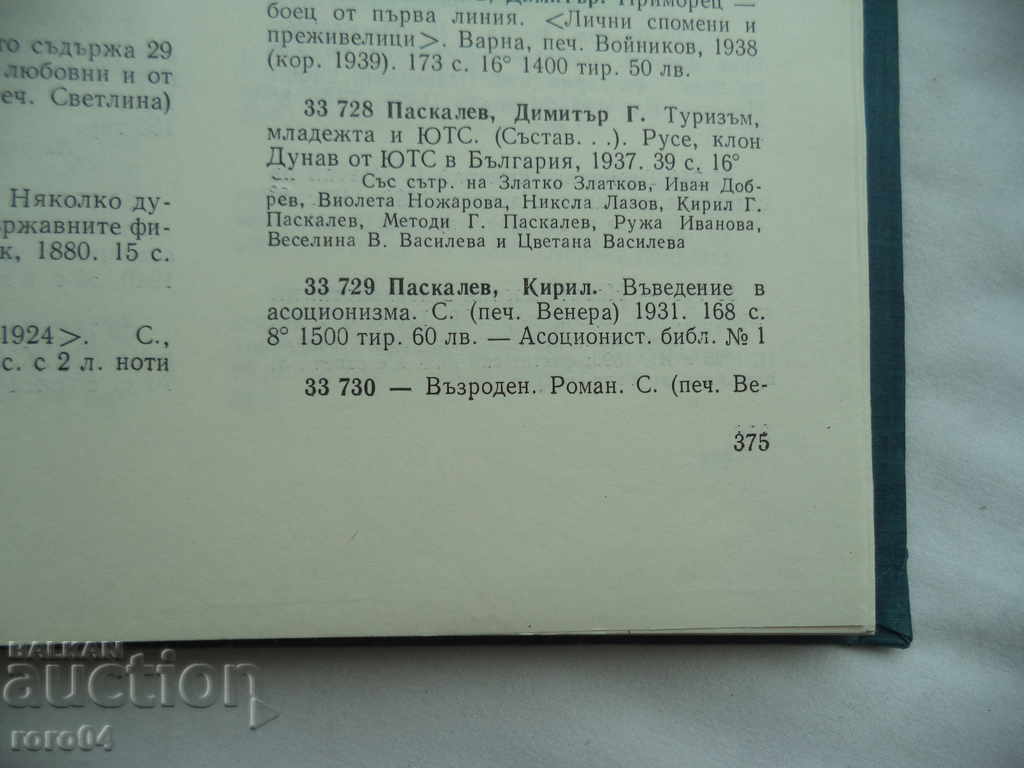 то съдържа 29
любовни и от
еч. Светлина)
Няколко ду-
ържавните фи-
к, 1880. 15 с.
1924>. С.,
с. с 2 л. ноти
Димитър. Приморец —
боец от първа линия. <Лични спомени и
преживелици>. Варна, печ. Войников, 1938
(кор. 1939). 173 с. 16° 1400 тир. 50 лв.
33 728 Паскалев, Димитър Г. Туризъм,
младежта и ЮТС. (Състав. . .). Русе, клон
Дунав от ЮТС в България, 1937. 39 с. 16°
Със сътр. на Златко Златков, Иван Доб-
рев, Виолета Ножарова, Никсла Лазов, Кирил Г.
Паскалев, Методи Г. Паскалев, Ружа Иванова,
Веселина В. Василева и Цветана Василева
33 729 Паскалев, Кирил. Въведение в
асоционизма. С. (печ. Венера) 1931. 168 с.
8° 1500 тир. 60 лв. — Асоционист. библ. № 1
33 730 — Възроден. Роман. С. (печ. Ве-
375
BALKAN
auction
roro04